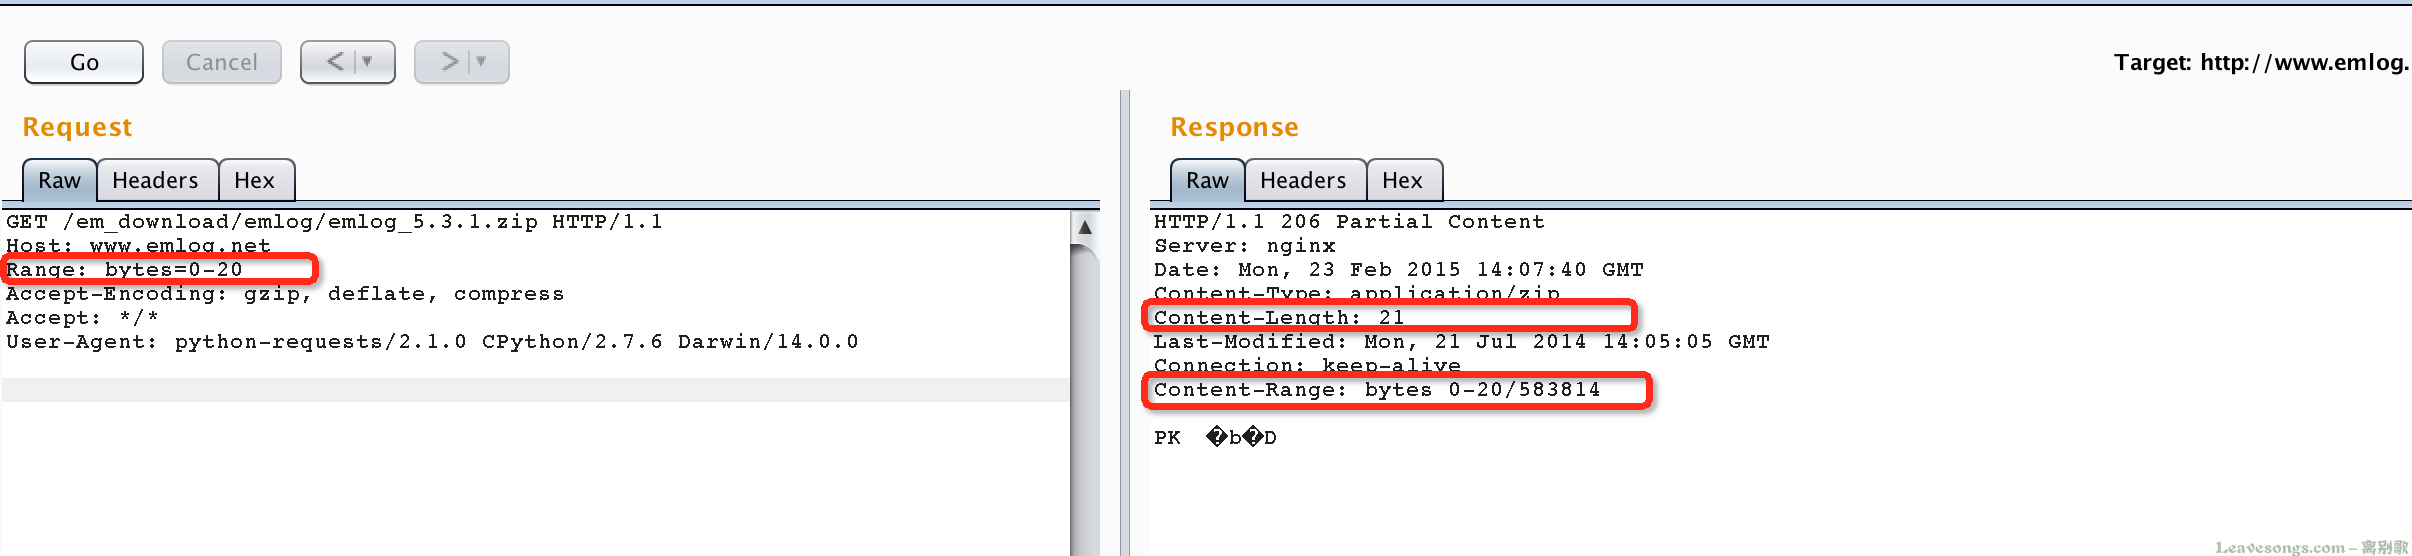 Go
Cancel
<
>
Target: http://www.emlog.
Request
Response
Raw
Headers
Hex
Raw
Headers
Hex
GET /em_download/emlog/emlog_5.3.1.zip HTTP/1.1
Host: www.emlog.net
Range: bytes=0-20
Accept-Encoding: gzip, deflate, compress
Accept: */*
User-Agent: python-requests/2.1.0 CPython/2.7.6 Darwin/14.0.0
HTTP/1.1 206 Partial Content
Server: nginx
Date: Mon, 23 Feb 2015 14:07:40 GMT
Content-Type: application/zip
Content-Length: 21
Last-Modified: Mon, 21 Jul 2014 14:05:05 GMT
Connection: keep-alive
Content-Range: bytes 0-20/583814
PK �b�D
Leavesongs.com - 离别歌